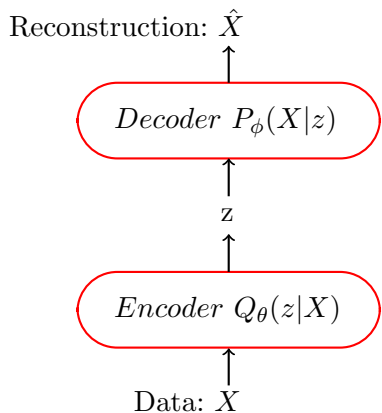 Reconstruction: X̂
Decoder P_ϕ(X|z)
z
Encoder Q_θ(z|X)
Data: X